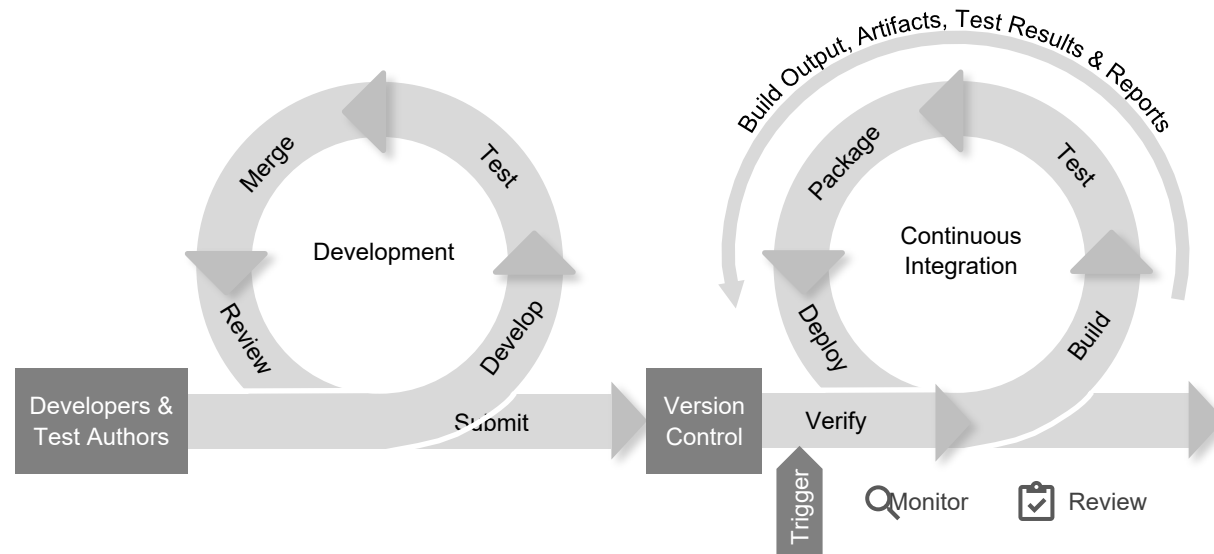 Build Output, Artifacts, Test Results & Reports
Merge
Test
Development
Review
Develop
Developers &
Test Authors
Submit
Package
Test
Continuous
Integration
Deploy
Build
Version
Control
Verify
Trigger
Monitor
Review